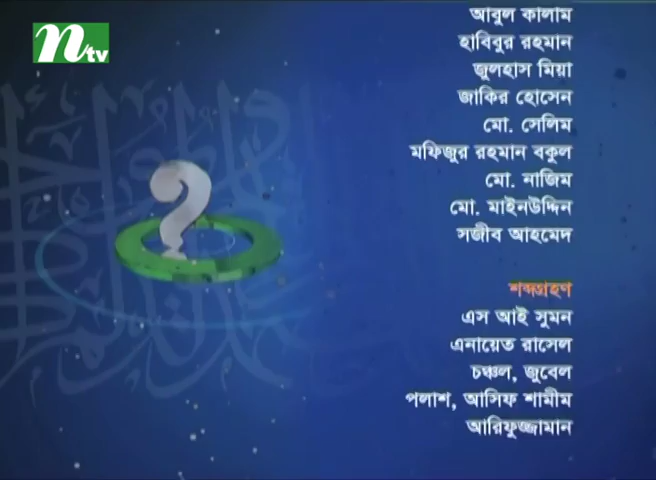 ntv
আবুল কালাম
হাবিবুর রহমান
জুলহাস মিয়া
জাকির হোসেন
মো. সেলিম
মফিজুর রহমান বকুল
মো. নাজিম
মো. মাইনউদ্দিন
সজীব আহমেদ
শব্দগ্রহণ
এস আই সুমন
এনায়েত রাসেল
চঞ্চল, জুবেল
পলাশ, আসিফ শামীম
আরিফুজ্জামান
?